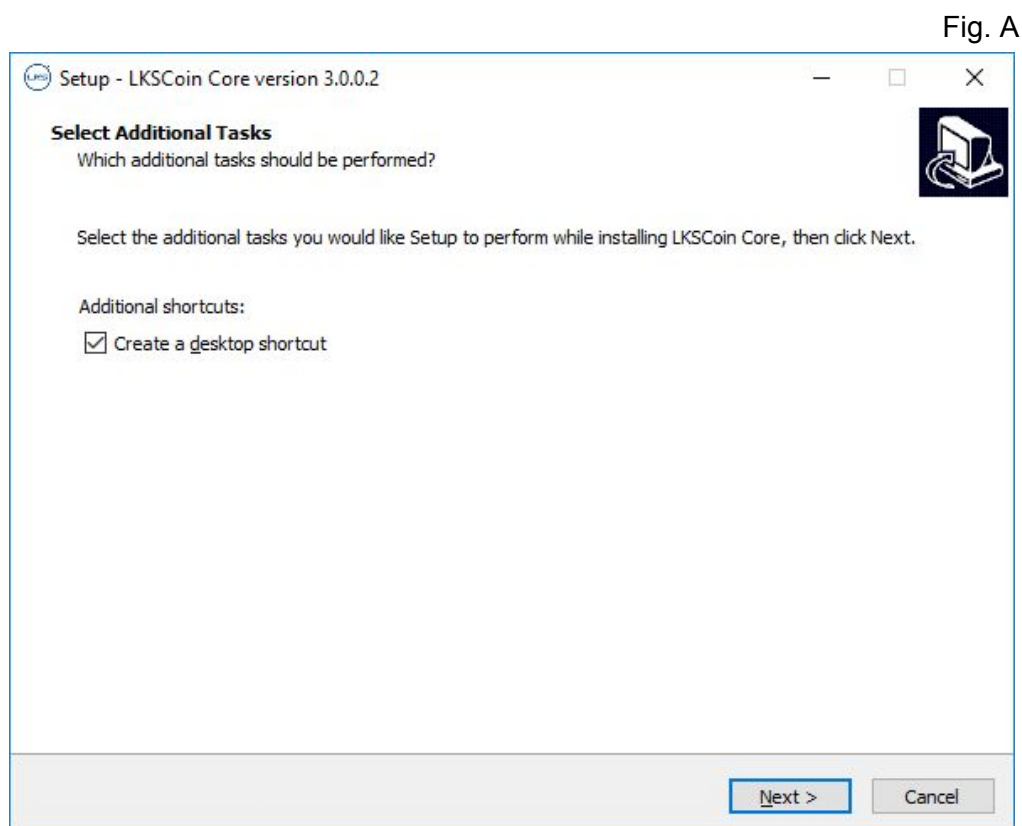 Fig. A
Setup - LKSCoin Core version 3.0.0.2
Select Additional Tasks
Which additional tasks should be performed?
Select the additional tasks you would like Setup to perform while installing LKSCoin Core, then click Next.
Additional shortcuts:
Create a desktop shortcut
Next >
Cancel